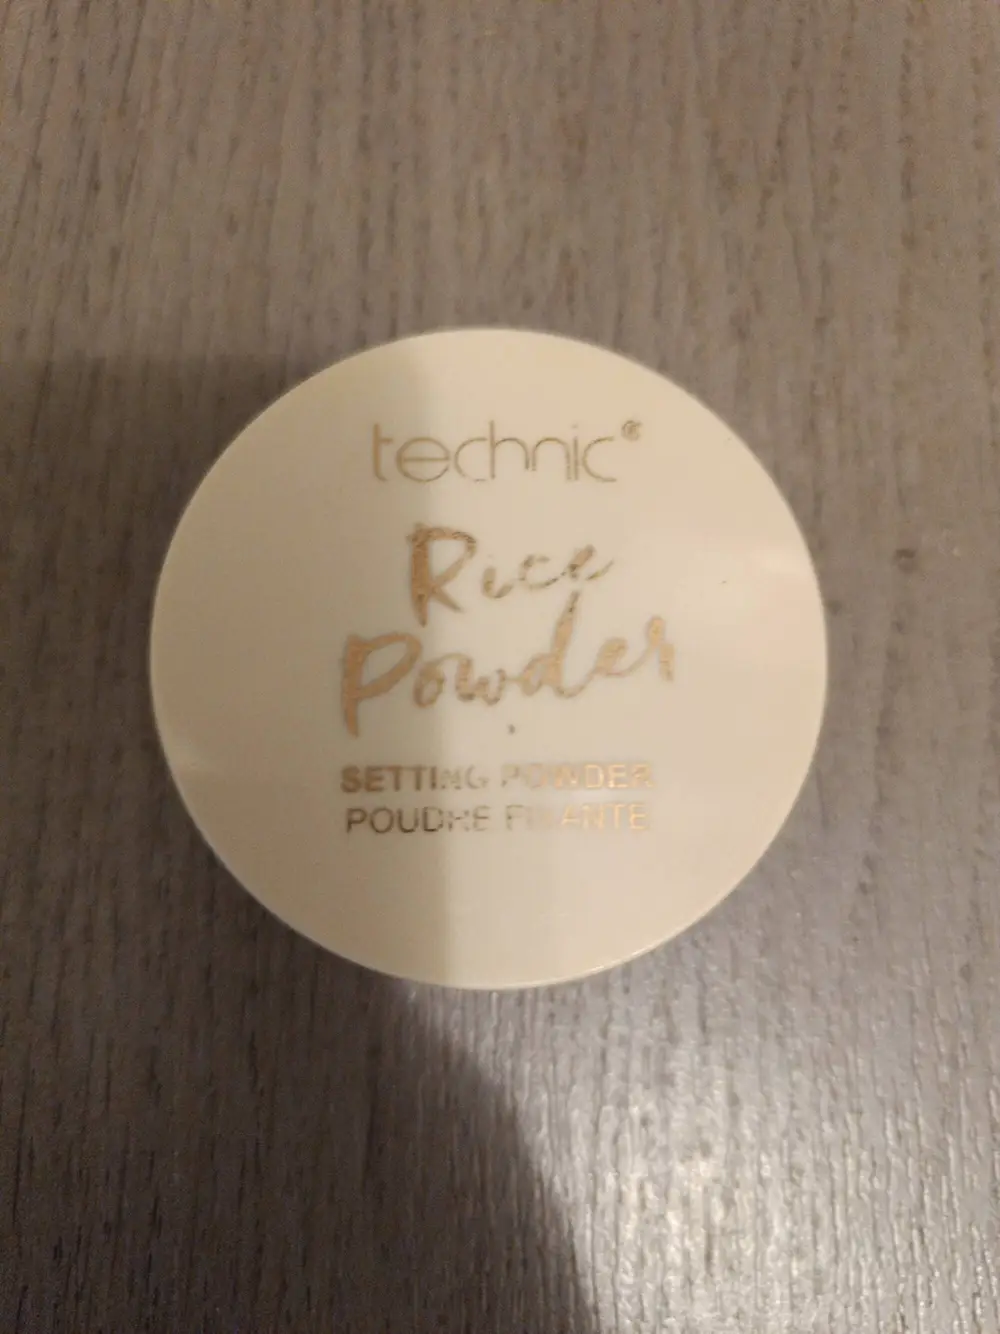 technic®
Rice
Powder
SETTING POWDER
POUDRE FIXANTE